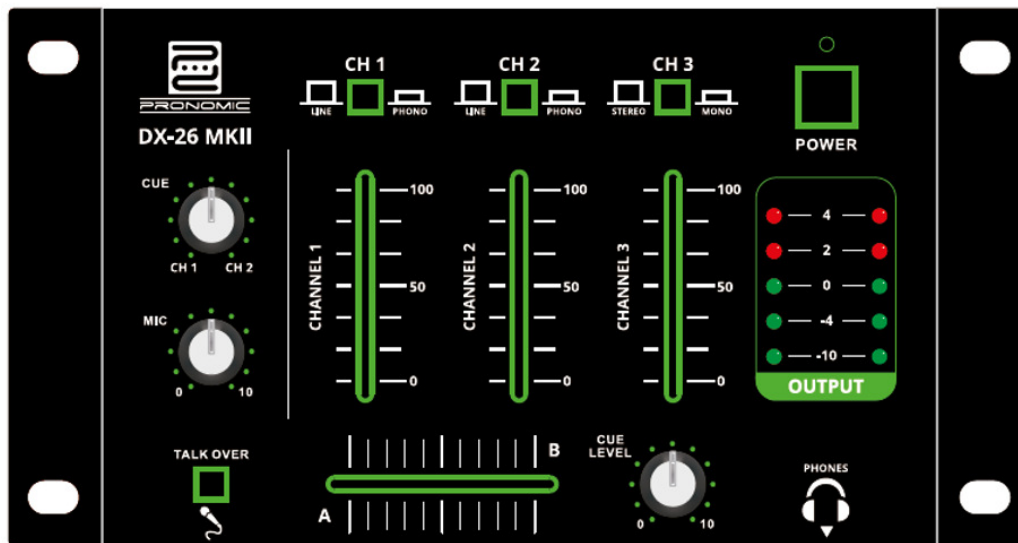 PRONOMIC
DX-26 MKII
CH 1
LINE
PHONO
CH 2
LINE
PHONO
CH 3
STEREO
MONO
POWER
CUE
CH 1
CH 2
MIC
0
10
CHANNEL 1
100
50
0
CHANNEL 2
100
50
0
CHANNEL 3
100
50
0
4
2
0
-4
-10
OUTPUT
TALK OVER
A
B
CUE
LEVEL
0
10
PHONES